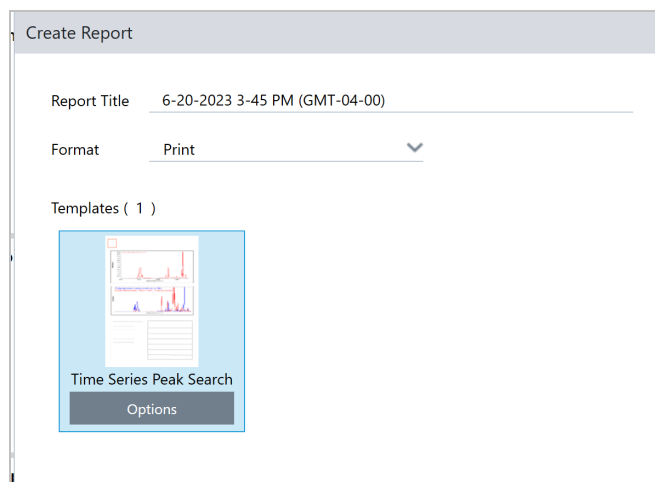 Create Report
Report Title 6-20-2023 3-45 PM (GMT-04-00)
Format Print
Templates ( 1 )
Time Series Peak Search
Options